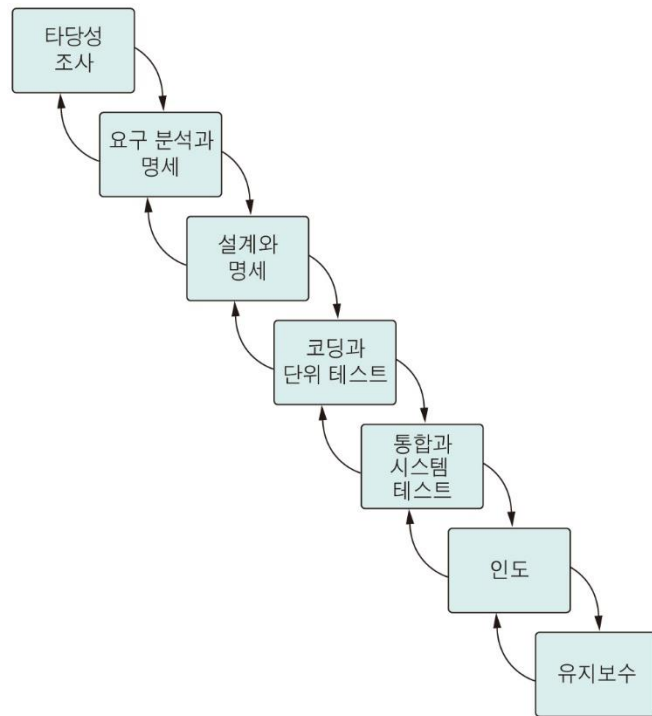 타당성
조사
요구 분석과
명세
설계와
명세
코딩과
단위 테스트
통합과
시스템
테스트
인도
유지보수